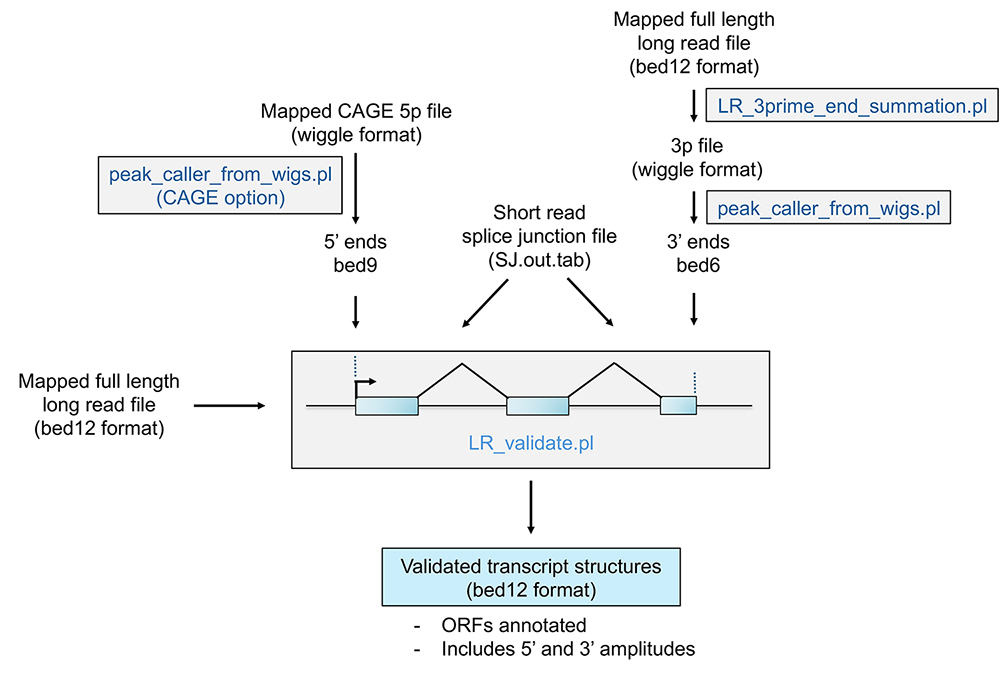 Mapped full length
long read file
(bed12 format)
LR_3prime_end_summation.pl
Mapped CAGE 5p file
(wiggle format)
3p file
(wiggle format)
peak_caller_from_wigs.pl
(CAGE option)
peak_caller_from_wigs.pl
Short read
splice junction file
(SJ.out.tab)
5’ ends
bed9
3’ ends
bed6
Mapped full length
long read file
(bed12 format)
LR_validate.pl
Validated transcript structures
(bed12 format)
- ORFs annotated
- Includes 5’ and 3’ amplitudes